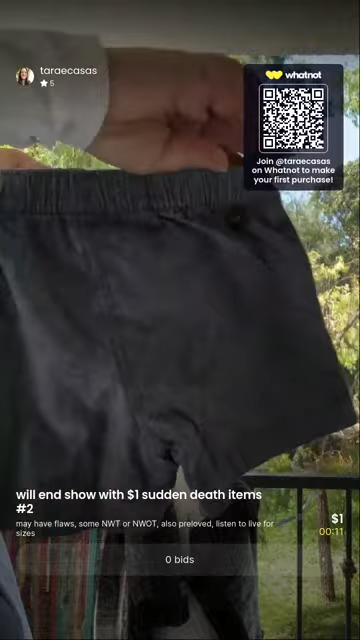 taraecasas
★ 5
whatnot
Join @taraecasas
on Whatnot to make
your first purchase!
will end show with $1 sudden death items
#2
may have flaws, some NWT or NWOT, also preloved, listen to live for
sizes
$1
00:11
0 bids